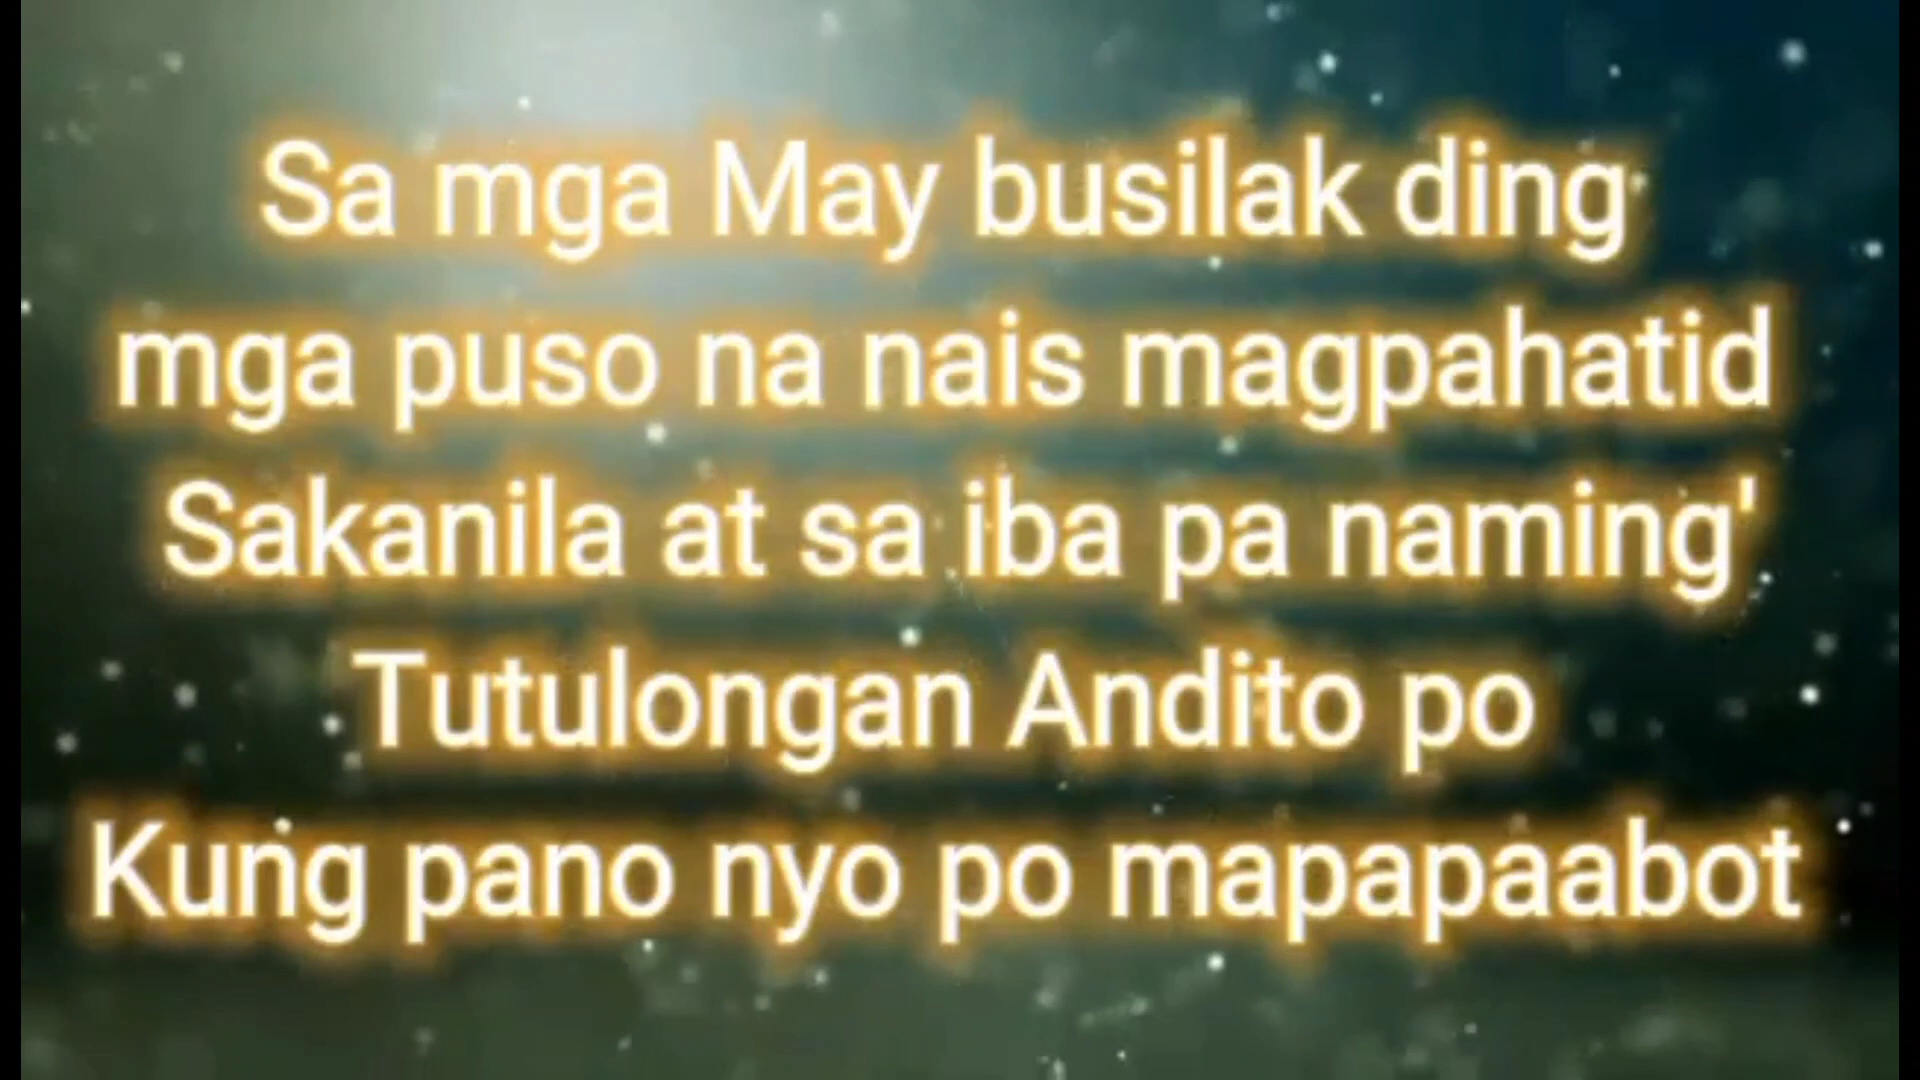 Sa mga May busilak ding
mga puso na nais magpahatid
Sakanila at sa iba pa naming'
Tutulongan Andito po
Kung pano nyo po mapapaabot